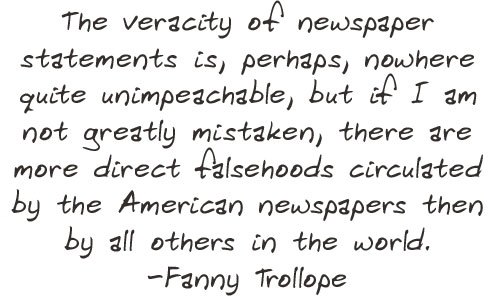 The veracity of newspaper
statements is, perhaps, nowhere
quite unimpeachable, but if I am
not greatly mistaken, there are
more direct falsehoods circulated
by the American newspapers then
by all others in the world.
-Fanny Trollope